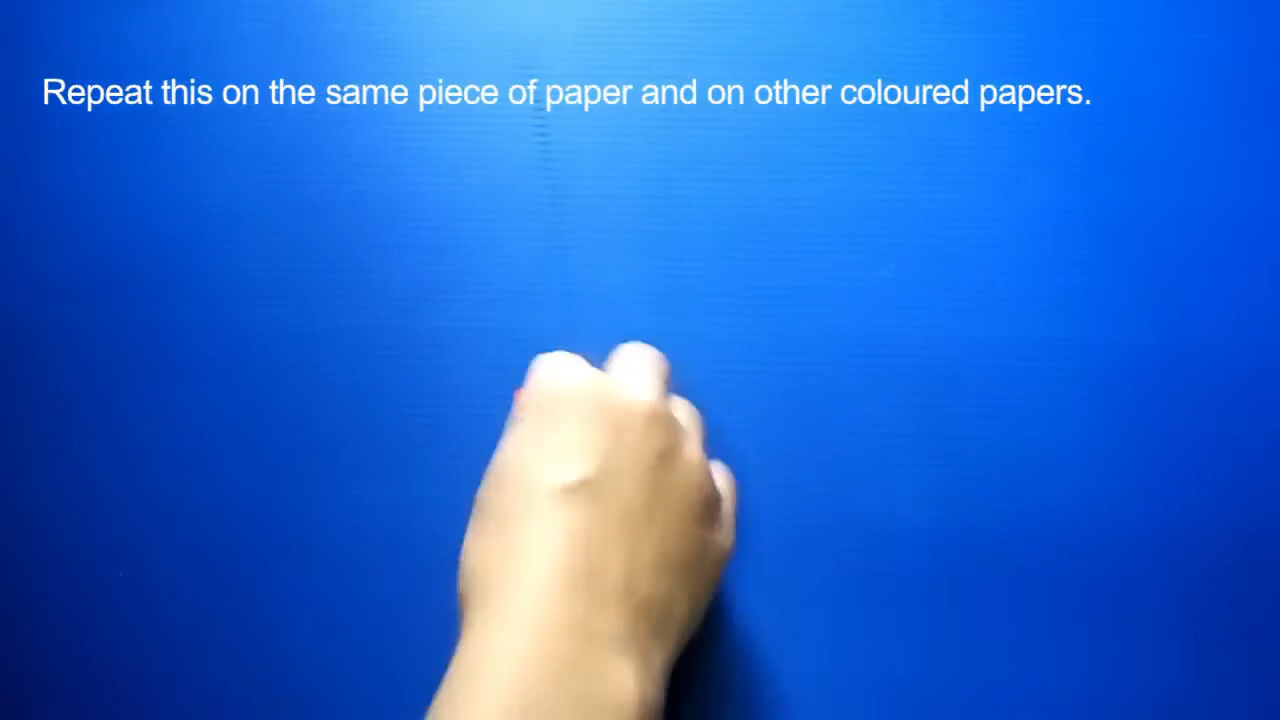 Repeat this on the same piece of paper and on other coloured papers.